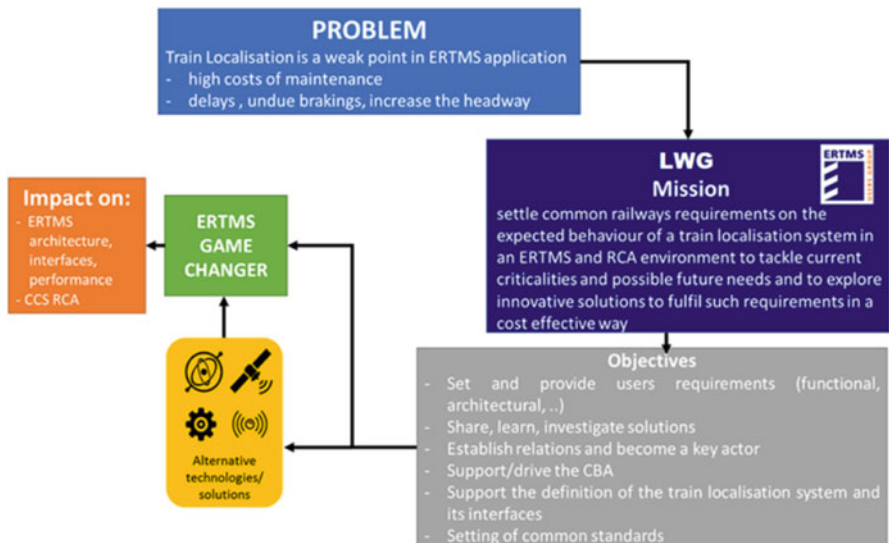 PROBLEM
Train Localisation is a weak point in ERTMS application
- high costs of maintenance
- delays , undue brakings, increase the headway
LWG
Mission
ERTMS
USERS GROUP
settle common railways requirements on the
expected behaviour of a train localisation system in
an ERTMS and RCA environment to tackle current
criticalities and possible future needs and to explore
innovative solutions to fulfil such requirements in a
cost effective way
Impact on:
- ERTMS
architecture,
interfaces,
performance
- CCS RCA
ERTMS
GAME
CHANGER
Alternative
technologies/
solutions
Objectives
- Set and provide users requirements (functional,
architectural, ..)
- Share, learn, investigate solutions
- Establish relations and become a key actor
- Support/drive the CBA
- Support the definition of the train localisation system and
its interfaces
- Setting of common standards